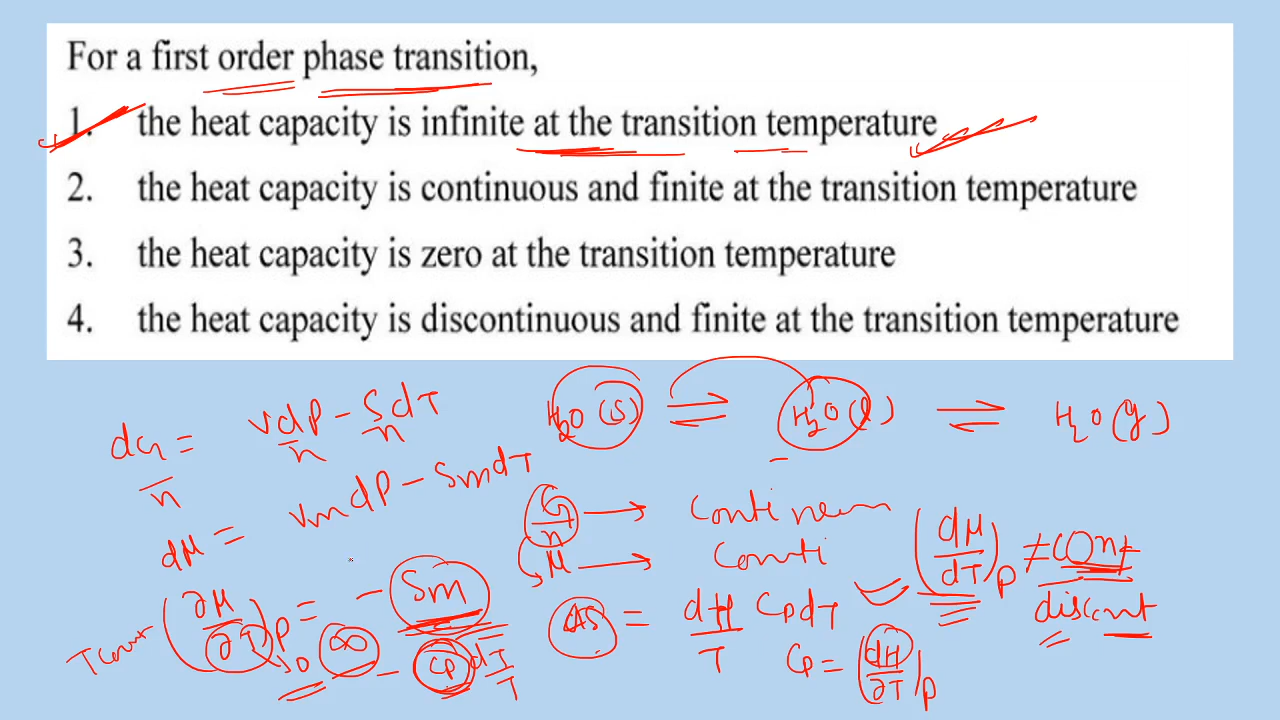 For a first order phase transition,
1. the heat capacity is infinite at the transition temperature
2. the heat capacity is continuous and finite at the transition temperature
3. the heat capacity is zero at the transition temperature
4. the heat capacity is discontinuous and finite at the transition temperature
dG/n = VdP/n - SdT/n
H2O(s) ⇌ H2O(l) ⇌ H2O(g)
dμ = VmdP - SmdT
G/n → continuous
μ → conti
(dμ/dT)P ≠ cont
discont
T const (∂μ/∂T)P = - Sm
ΔS = dH/T CPdT
∞ - CP dT/T
CP = (dH/∂T)P